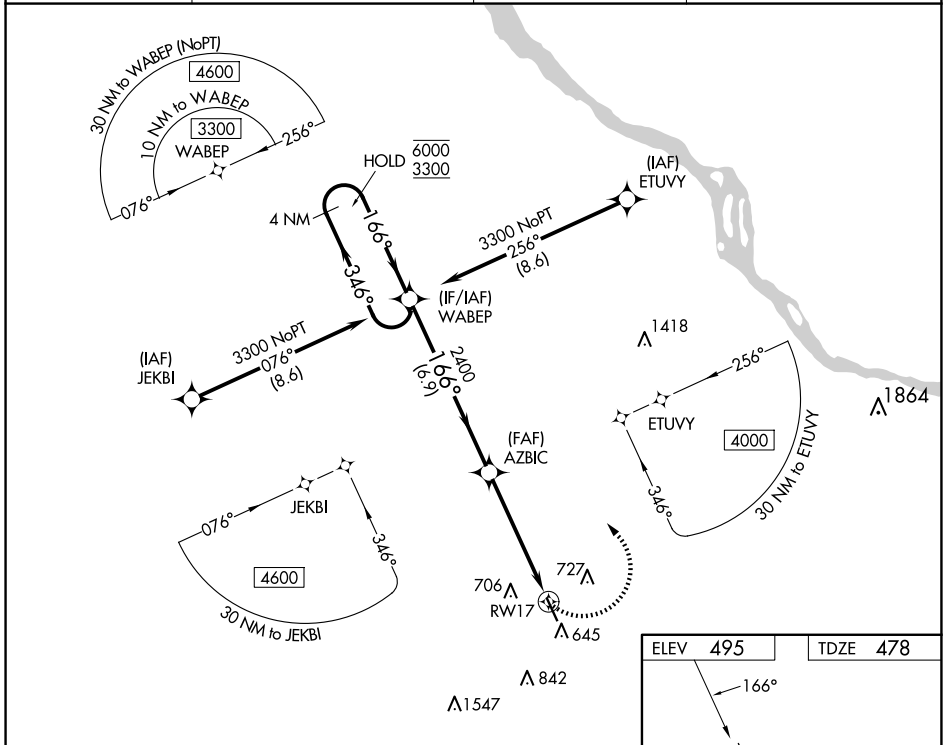 30 NM to WABEP (NoPT)
4600
10 NM to WABEP
3300
WABEP
076°
256°
HOLD 6000
3300
4 NM
166°
346°
(IAF)
ETUVY
3300 NoPT
256°
(8.6)
(IF/IAF)
WABEP
(IAF)
JEKBI
3300 NoPT
076°
(8.6)
2400
166°
(6.9)
1418
1864
256°
ETUVY
4000
346°
30 NM to ETUVY
(FAF)
AZBIC
076°
JEKBI
346°
4600
30 NM to JEKBI
706
727
RW17
645
842
1547
ELEV 495
TDZE 478
166°